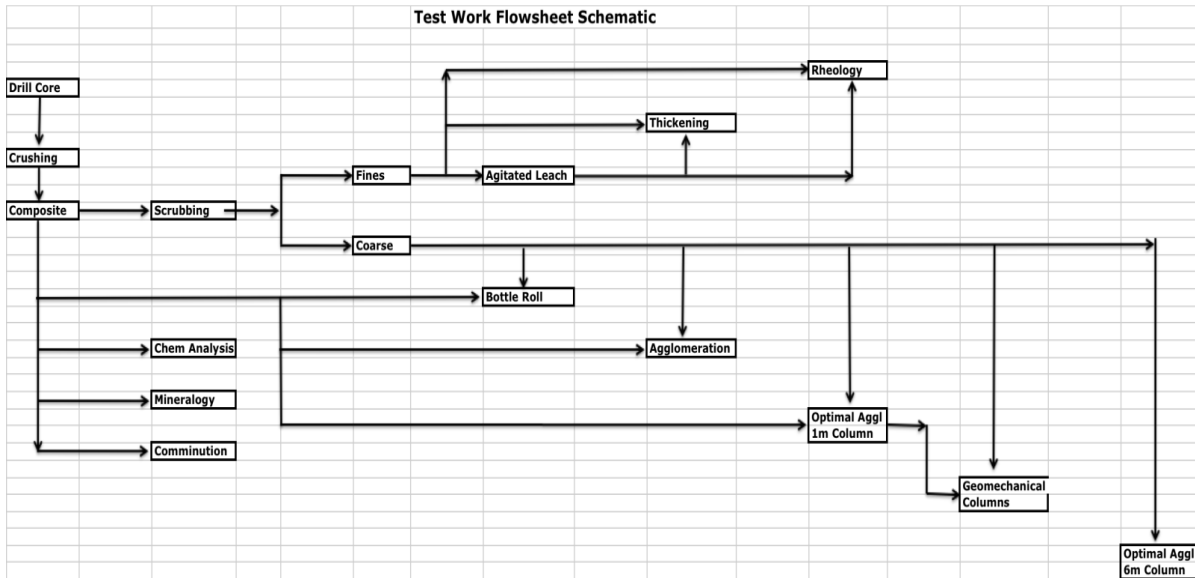 Test Work Flowsheet Schematic
Rheology
Drill Core
Thickening
Crushing
Fines
Agitated Leach
Composite
Scrubbing
Coarse
Bottle Roll
Chem Analysis
Agglomeration
Mineralogy
Optimal Aggl
1m Column
Comminution
Geomechanical
Columns
Optimal Aggl
6m Column